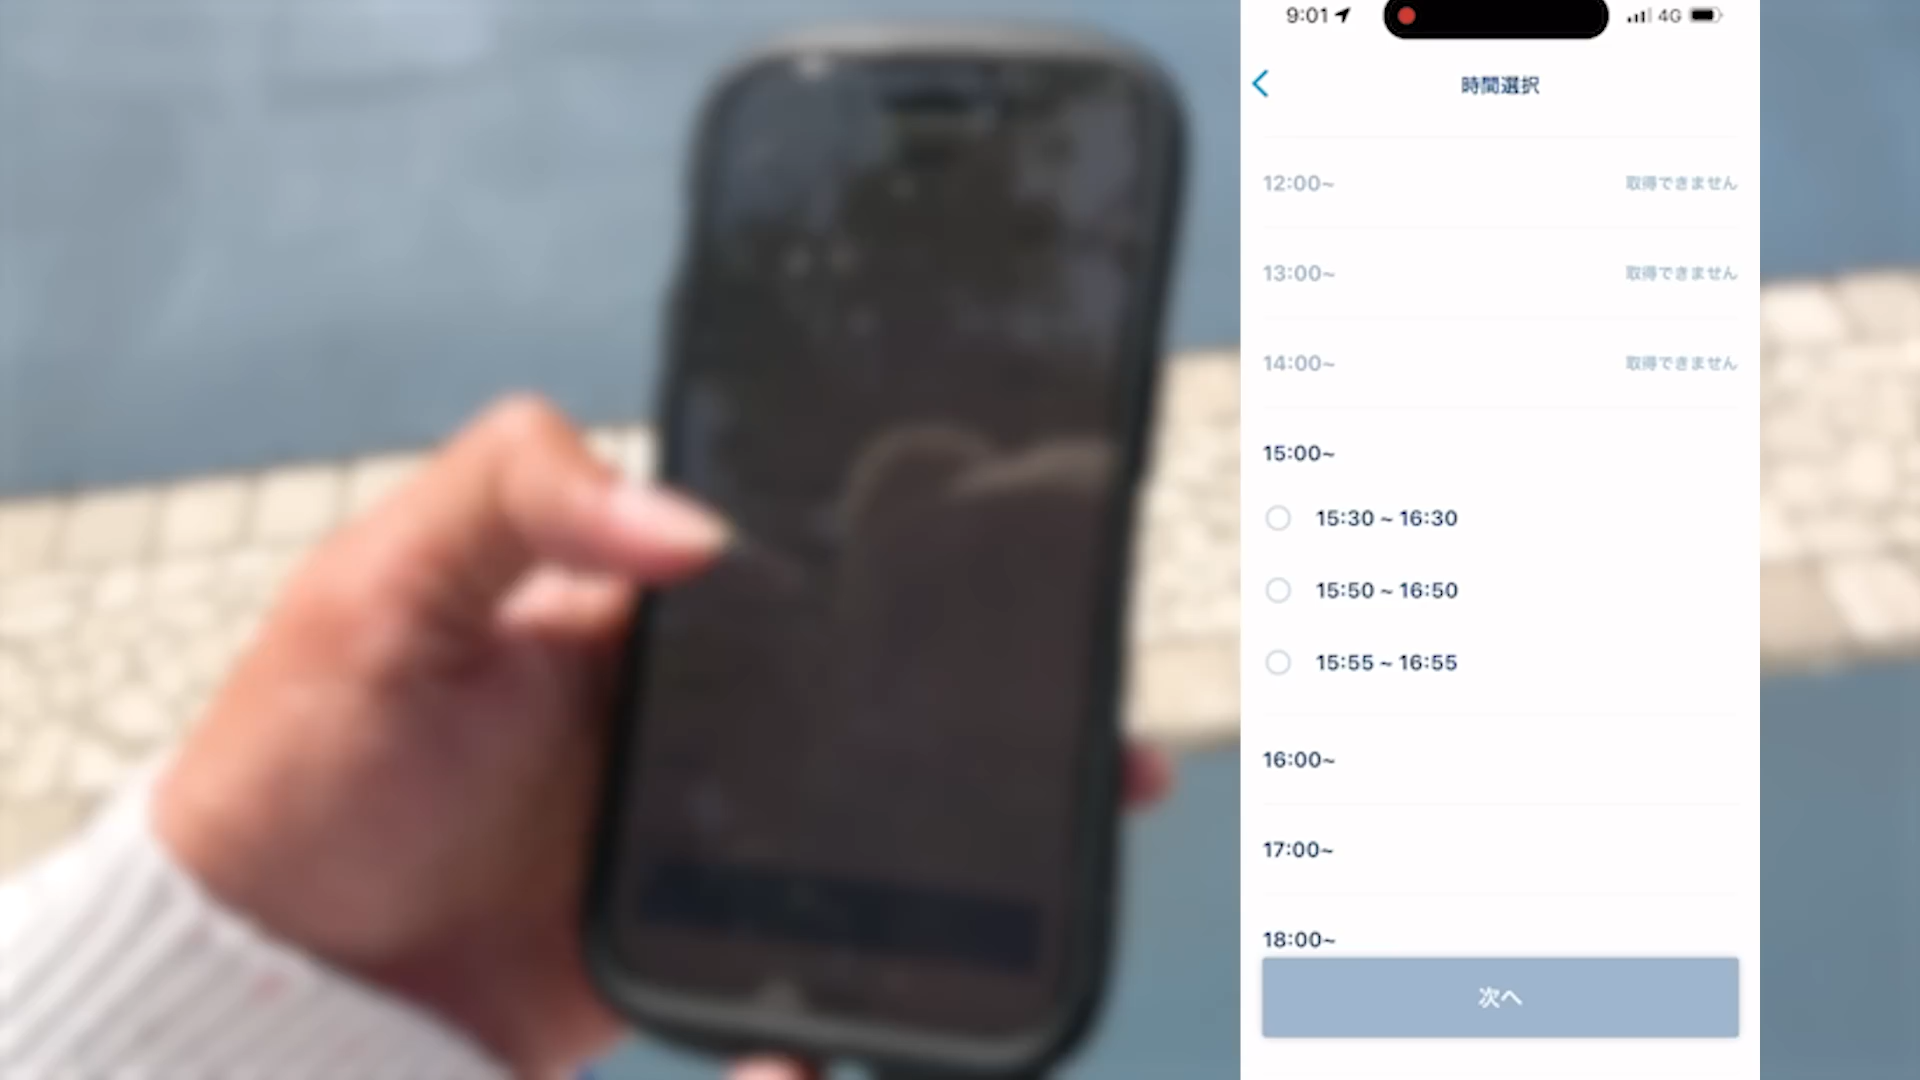 9:01
4G
時間選択
12:00~ 取得できません
13:00~ 取得できません
14:00~ 取得できません
15:00~
15:30 ~ 16:30
15:50 ~ 16:50
15:55 ~ 16:55
16:00~
17:00~
18:00~
次へ